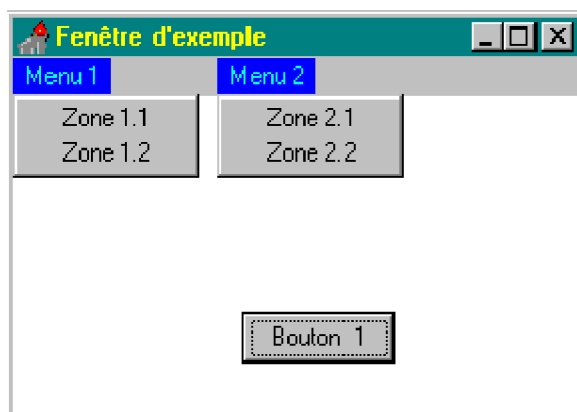 Fenêtre d'exemple
Menu 1 Menu 2
Zone 1.1 Zone 2.1
Zone 1.2 Zone 2.2
Bouton 1